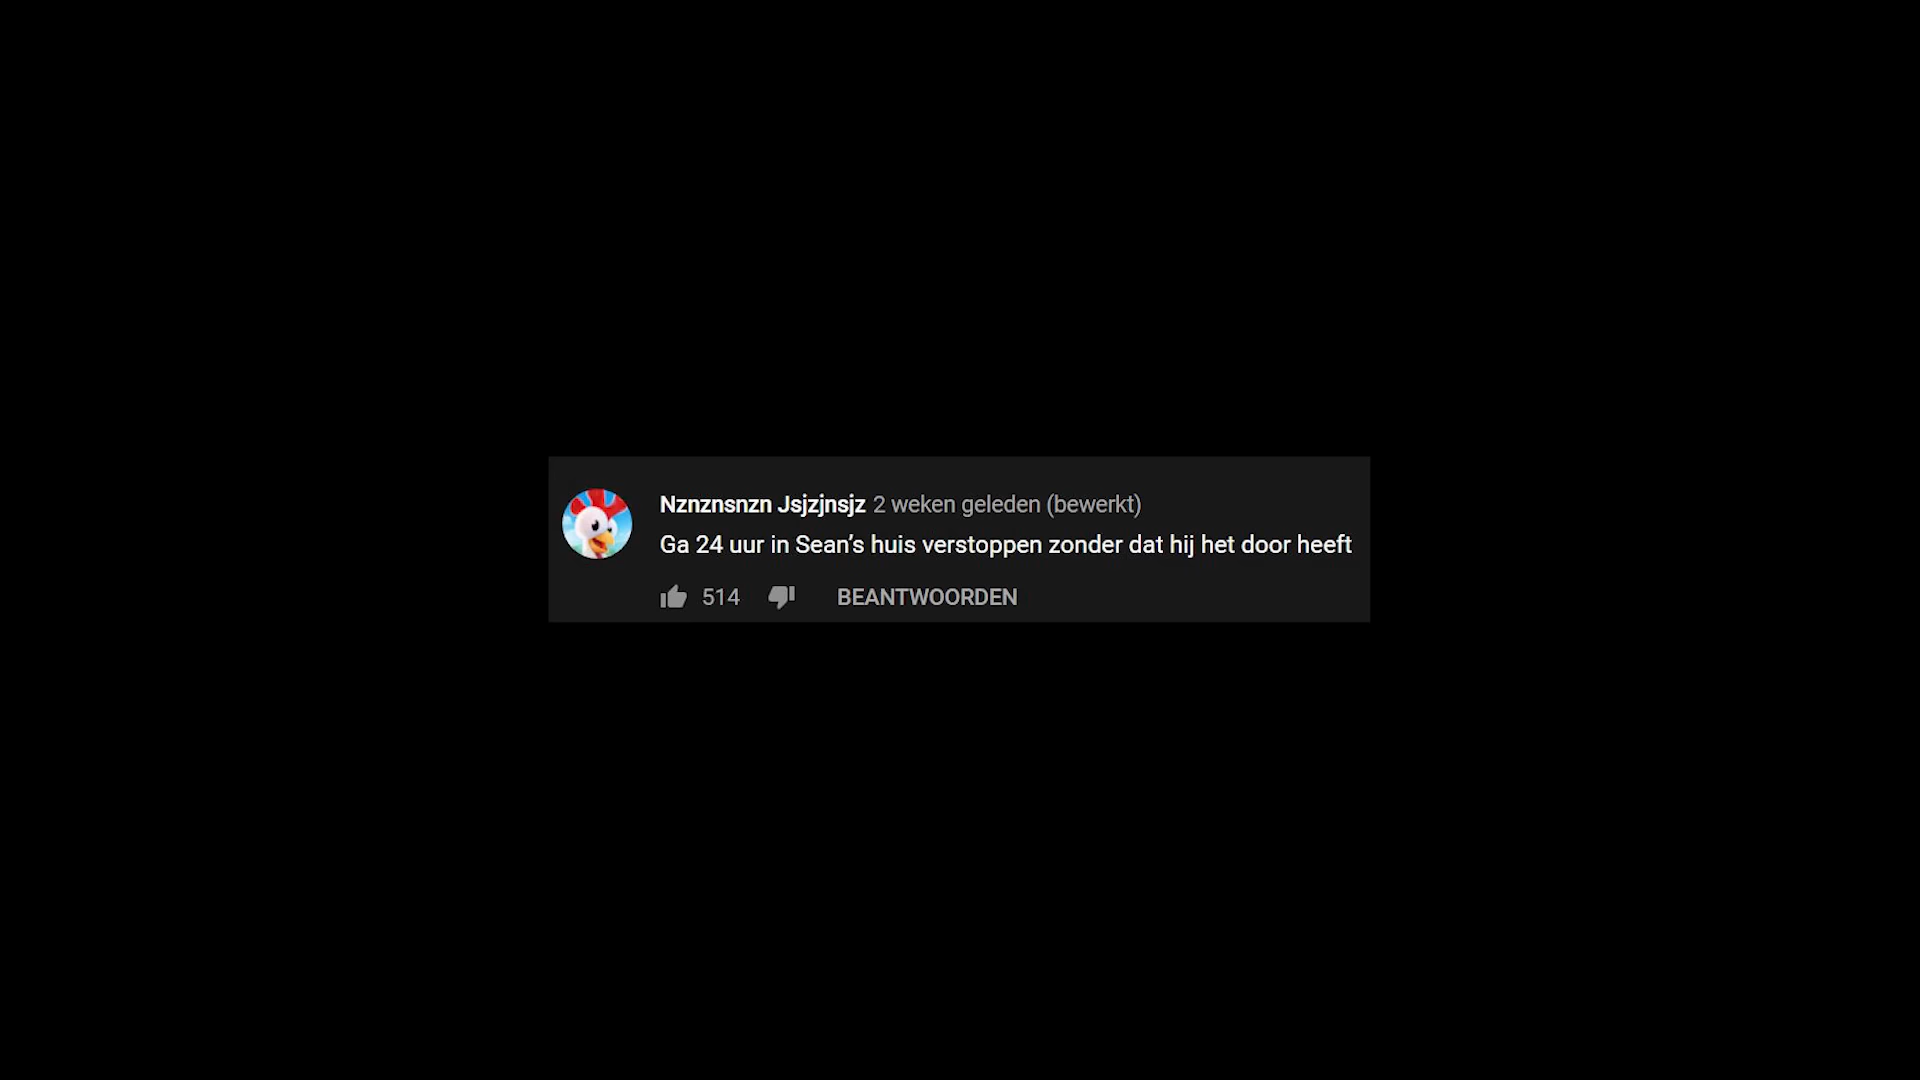 Nznznsnzn Jsjzjnsjz 2 weken geleden (bewerkt)
Ga 24 uur in Sean’s huis verstoppen zonder dat hij het door heeft
514 BEANTWOORDEN